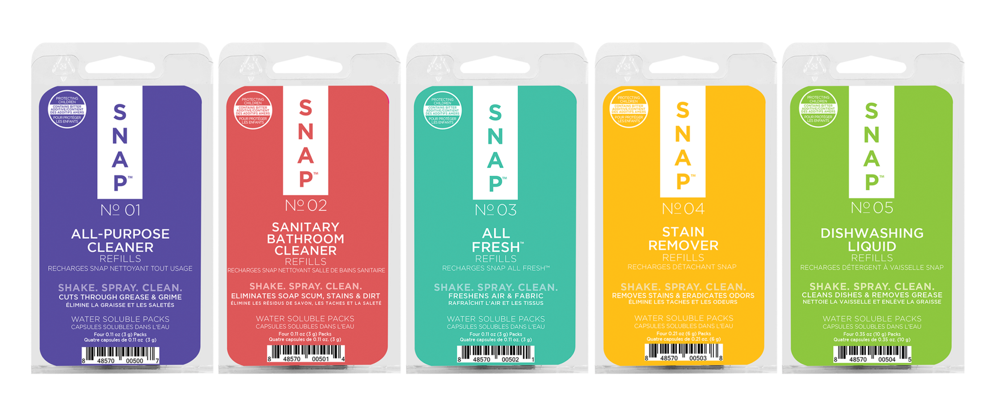 PROTECTING
CHILDREN
CONTAINS BITTER
ADDITIVE/CONTIENT
DES ADDITIFS AMERS
POUR PROTÉGER
LES ENFANTS
S
N
A
P™
Nº 01
ALL-PURPOSE
CLEANER
REFILLS
RECHARGES SNAP NETTOYANT TOUT USAGE
SHAKE. SPRAY. CLEAN.
CUTS THROUGH GREASE & GRIME
ÉLIMINE LA GRAISSE ET LES SALETÉS
WATER SOLUBLE PACKS
CAPSULES SOLUBLES DANS L'EAU
Four 0.11 oz (3 g) Packs
Quatre capsules de 0.11 oz (3 g)
8 48570 00500 7
PROTECTING
CHILDREN
CONTAINS BITTER
ADDITIVE/CONTIENT
DES ADDITIFS AMERS
POUR PROTÉGER
LES ENFANTS
S
N
A
P™
Nº 02
SANITARY
BATHROOM
CLEANER
REFILLS
RECHARGES SNAP NETTOYANT SALLE DE BAINS SANITAIRE
SHAKE. SPRAY. CLEAN.
ELIMINATES SOAP SCUM, STAINS & DIRT
ÉLIMINE LES RÉSIDUS DE SAVON, LES TACHES ET LA SALETÉ
WATER SOLUBLE PACKS
CAPSULES SOLUBLES DANS L'EAU
Four 0.11 oz (3 g) Packs
Quatre capsules de 0.11 oz. (3 g)
8 48570 00501 4
PROTECTING
CHILDREN
CONTAINS BITTER
ADDITIVE/CONTIENT
DES ADDITIFS AMERS
POUR PROTÉGER
LES ENFANTS
S
N
A
P™
Nº 03
ALL
FRESH™
REFILLS
RECHARGES SNAP ALL FRESH™
SHAKE. SPRAY. CLEAN.
FRESHENS AIR & FABRIC
RAFRAÎCHIT L'AIR ET LES TISSUS
WATER SOLUBLE PACKS
CAPSULES SOLUBLES DANS L'EAU
Four 0.11 oz (3 g) Packs
Quatre capsules de 0.11 oz. (3 g)
8 48570 00502 1
PROTECTING
CHILDREN
CONTAINS BITTER
ADDITIVE/CONTIENT
DES ADDITIFS AMERS
POUR PROTÉGER
LES ENFANTS
S
N
A
P™
Nº 04
STAIN
REMOVER
REFILLS
RECHARGES DÉTACHANT SNAP
SHAKE. SPRAY. CLEAN.
REMOVES STAINS & ERADICATES ODORS
ÉLIMINE LES TACHES ET LES ODEURS
WATER SOLUBLE PACKS
CAPSULES SOLUBLES DANS L'EAU
Four 0.21 oz (6 g) Packs
Quatre capsules de 0.21 oz. (6 g)
8 48570 00503 8
PROTECTING
CHILDREN
CONTAINS BITTER
ADDITIVE/CONTIENT
DES ADDITIFS AMERS
POUR PROTÉGER
LES ENFANTS
S
N
A
P™
Nº 05
DISHWASHING
LIQUID
REFILLS
RECHARGES DÉTERGENT À VAISSELLE SNAP
SHAKE. SPRAY. CLEAN.
CLEANS DISHES & REMOVES GREASE
NETTOIE LA VAISSELLE ET ENLÈVE LA GRAISSE
WATER SOLUBLE PACKS
CAPSULES SOLUBLES DANS L'EAU
Four 0.35 oz (10 g) Packs
Quatre capsules de 0.35 oz. (10 g)
8 48570 00504 5